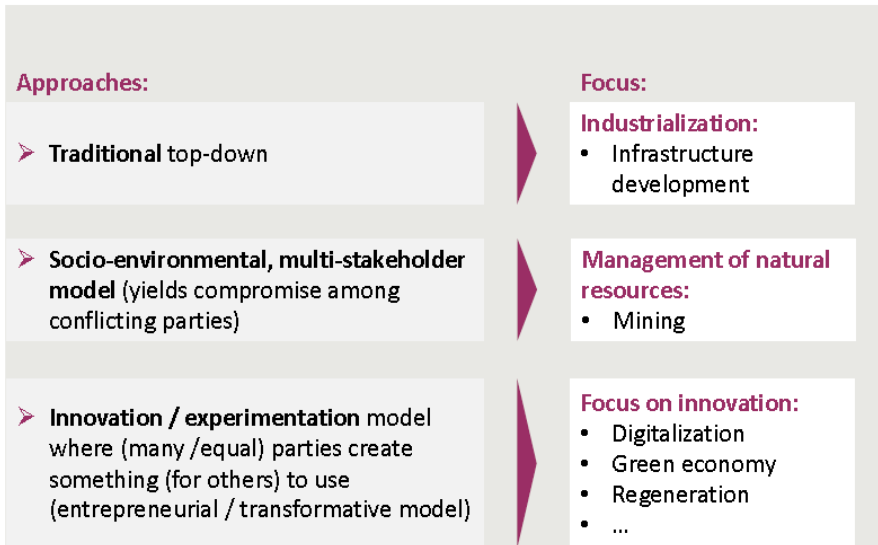 Approaches:
Focus:
➢ Traditional top-down
Industrialization:
• Infrastructure
development
➢ Socio-environmental, multi-stakeholder
model (yields compromise among
conflicting parties)
Management of natural
resources:
• Mining
➢ Innovation / experimentation model
where (many /equal) parties create
something (for others) to use
(entrepreneurial / transformative model)
Focus on innovation:
• Digitalization
• Green economy
• Regeneration
• ...